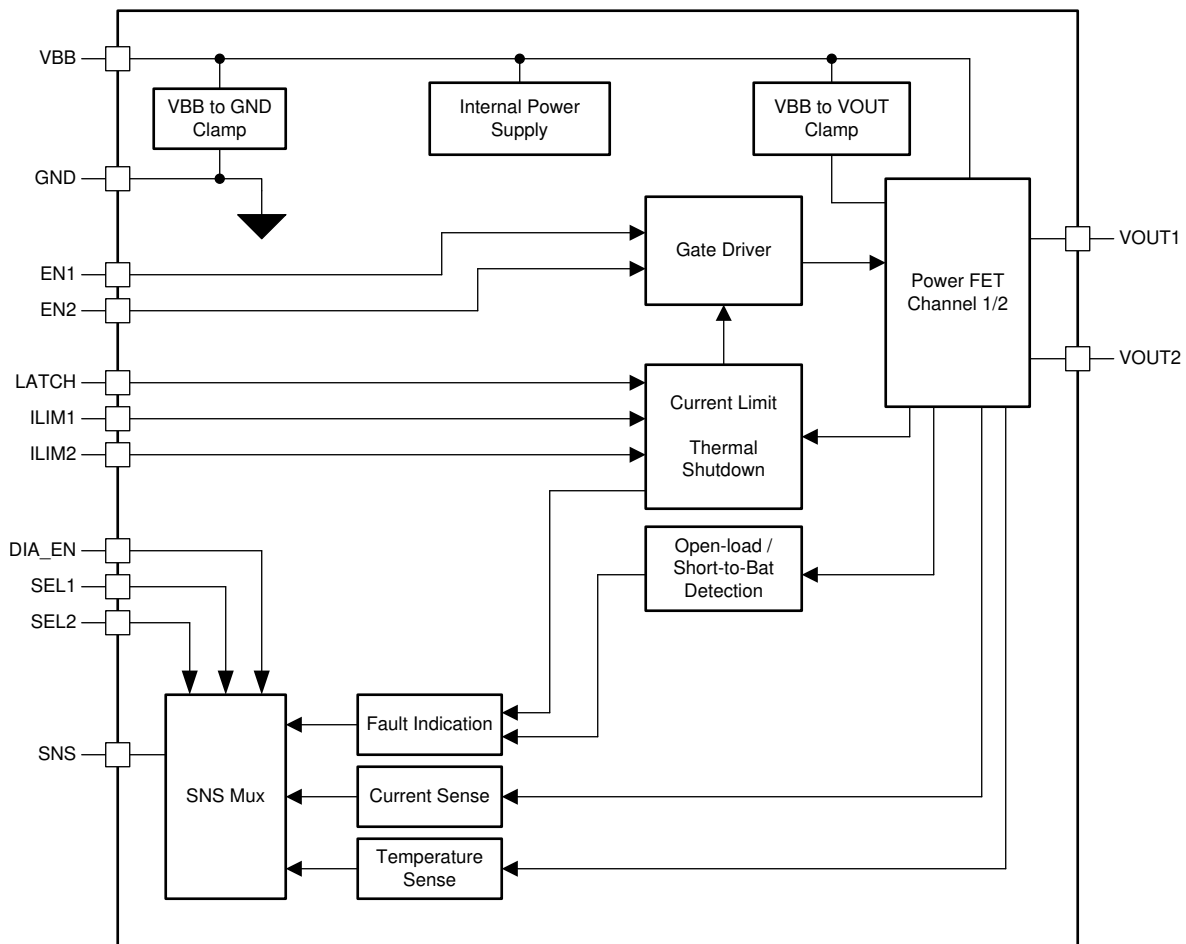 VBB
VBB to GND
Clamp
Internal Power
Supply
VBB to VOUT
Clamp
GND
EN1
EN2
Gate Driver
Power FET
Channel 1/2
VOUT1
VOUT2
LATCH
ILIM1
ILIM2
Current Limit
Thermal
Shutdown
DIA_EN
SEL1
SEL2
Open-load /
Short-to-Bat
Detection
SNS
SNS Mux
Fault Indication
Current Sense
Temperature
Sense